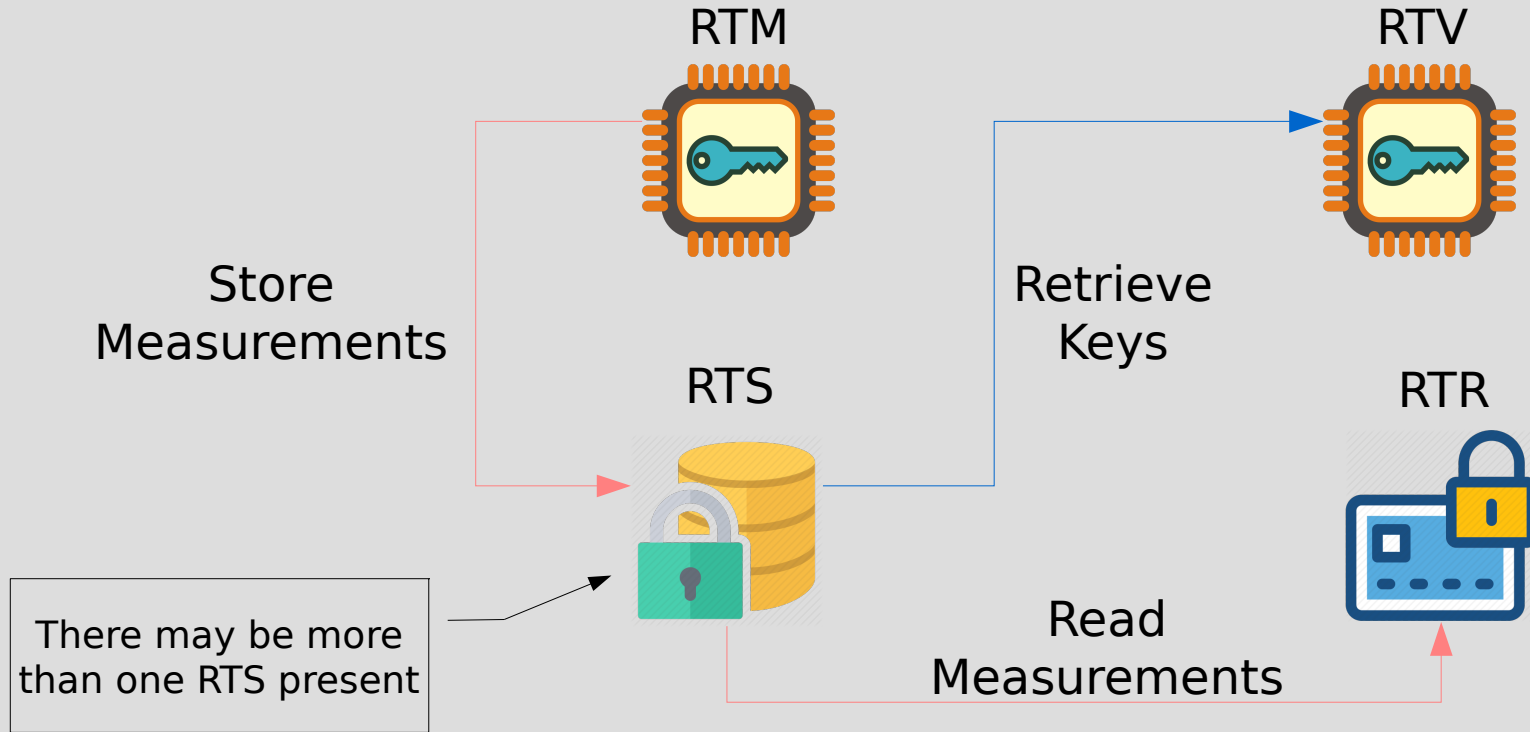 RTM
RTV
Store
Measurements
Retrieve
Keys
RTS
RTR
There may be more
than one RTS present
Read
Measurements